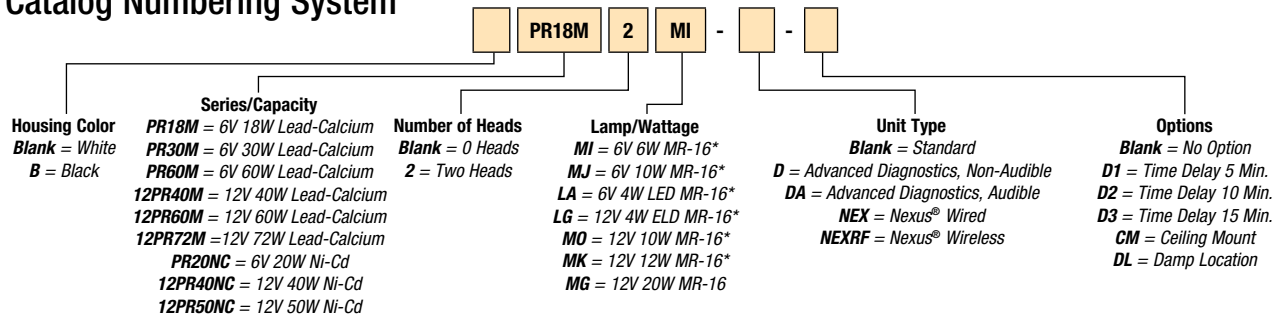 Catalog Numbering System
PR18M 2 MI - -
Housing Color
Blank = White
B = Black
Series/Capacity
PR18M = 6V 18W Lead-Calcium
PR30M = 6V 30W Lead-Calcium
PR60M = 6V 60W Lead-Calcium
12PR40M = 12V 40W Lead-Calcium
12PR60M = 12V 60W Lead-Calcium
12PR72M =12V 72W Lead-Calcium
PR20NC = 6V 20W Ni-Cd
12PR40NC = 12V 40W Ni-Cd
12PR50NC = 12V 50W Ni-Cd
Number of Heads
Blank = 0 Heads
2 = Two Heads
Lamp/Wattage
MI = 6V 6W MR-16*
MJ = 6V 10W MR-16*
LA = 6V 4W LED MR-16*
LG = 12V 4W ELD MR-16*
MO = 12V 10W MR-16*
MK = 12V 12W MR-16*
MG = 12V 20W MR-16
Unit Type
Blank = Standard
D = Advanced Diagnostics, Non-Audible
DA = Advanced Diagnostics, Audible
NEX = Nexus® Wired
NEXRF = Nexus® Wireless
Options
Blank = No Option
D1 = Time Delay 5 Min.
D2 = Time Delay 10 Min.
D3 = Time Delay 15 Min.
CM = Ceiling Mount
DL = Damp Location